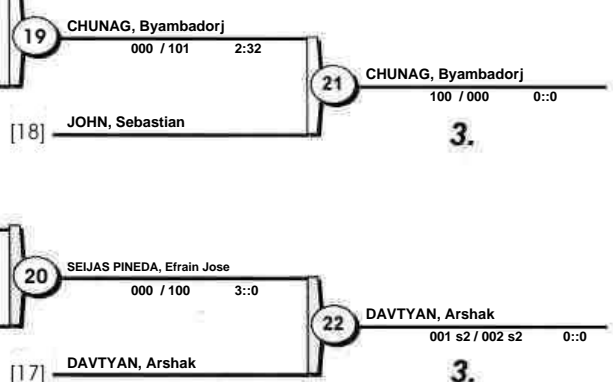 19
CHUNAG, Byambadorj
000 / 101 2:32
21
CHUNAG, Byambadorj
100 / 000 0::0
[18] JOHN, Sebastian
3.
20
SEIJAS PINEDA, Efrain Jose
000 / 100 3::0
22
DAVTYAN, Arshak
001 s2 / 002 s2 0::0
[17] DAVTYAN, Arshak
3.